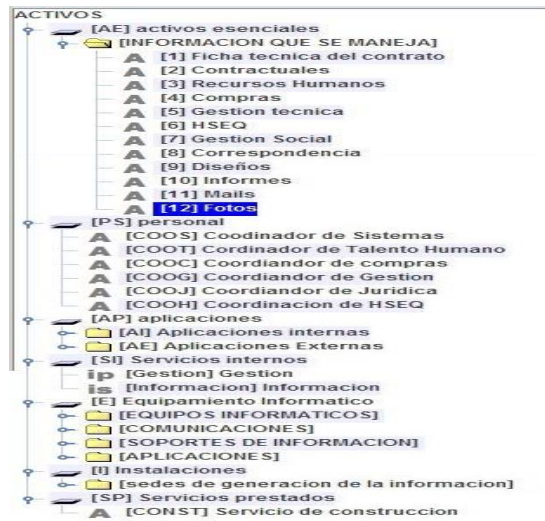 ACTIVOS
[AE] activos esenciales
[INFORMACION QUE SE MANEJA]
A [1] Ficha tecnica del contrato
A [2] Contractuales
A [3] Recursos Humanos
A [4] Compras
A [5] Gestion tecnica
A [6] HSEQ
A [7] Gestion Social
A [8] Correspondencia
A [9] Diseños
A [10] Informes
A [11] Mails
A [12] Fotos
[PS] personal
A [COOS] Coodinador de Sistemas
A [COOT] Cordinador de Talento Humano
A [COOC] Coordiandor de compras
A [COOG] Coordiandor de Gestion
A [COOJ] Coordiandor de Juridica
A [COOH] Coordinacion de HSEQ
[AP] aplicaciones
[AI] Aplicaciones internas
[AE] Aplicaciones Externas
[SI] Servicios internos
ip [Gestion] Gestion
is [Informacion] Informacion
[E] Equipamiento Informatico
[EQUIPOS INFORMATICOS]
[COMUNICACIONES]
[SOPORTES DE INFORMACION]
[APLICACIONES]
[I] Instalaciones
[sedes de generacion de la informacion]
[SP] Servicios prestados
A [CONST] Servicio de construccion